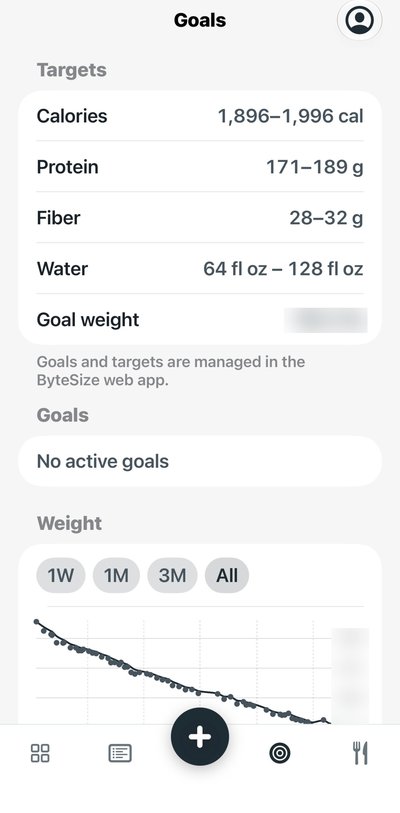 Goals
Targets
Calories 1,896–1,996 cal
Protein 171–189 g
Fiber 28–32 g
Water 64 fl oz – 128 fl oz
Goal weight
Goals and targets are managed in the
ByteSize web app.
Goals
No active goals
Weight
1W 1M 3M All